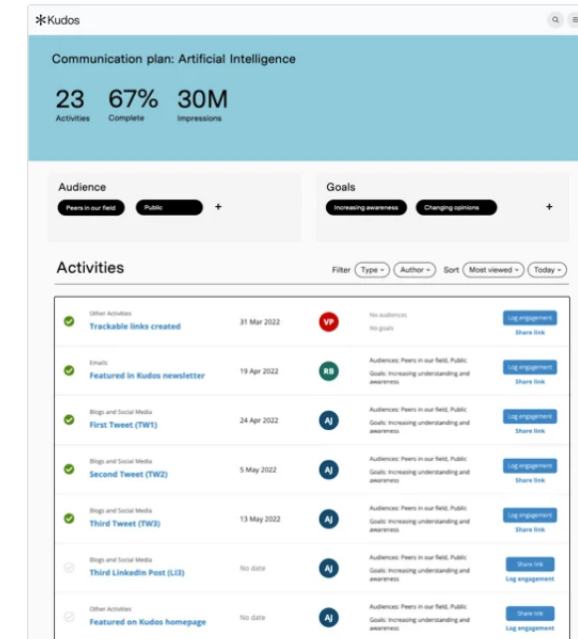 Kudos
Communication plan: Artificial Intelligence
23 67% 30M
Activities Complete Impressions
Audience
Peers in our field Public +
Goals
Increasing awareness Changing opinions +
Activities
Filter Type Author Sort Most viewed Today
Other Activities
Trackable links created
31 Mar 2022
VP
No audiences
No goals
Log engagement
Share link
Emails
Featured in Kudos newsletter
19 Apr 2022
RB
Audiences: Peers in our field, Public
Goals: Increasing understanding and
awareness
Log engagement
Share link
Blogs and Social Media
First Tweet (TW1)
24 Apr 2022
AJ
Audiences: Peers in our field, Public
Goals: Increasing understanding and
awareness
Log engagement
Share link
Blogs and Social Media
Second Tweet (TW2)
5 May 2022
AJ
Audiences: Peers in our field, Public
Goals: Increasing understanding and
awareness
Log engagement
Share link
Blogs and Social Media
Third Tweet (TW3)
13 May 2022
AJ
Audiences: Peers in our field, Public
Goals: Increasing understanding and
awareness
Log engagement
Share link
Blogs and Social Media
Third LinkedIn Post (LI3)
No date
AJ
Audiences: Peers in our field, Public
Goals: Increasing understanding and
awareness
Share link
Log engagement
Other Activities
Featured on Kudos homepage
No date
AJ
Audiences: Peers in our field, Public
Goals: Increasing understanding and
awareness
Share link
Log engagement